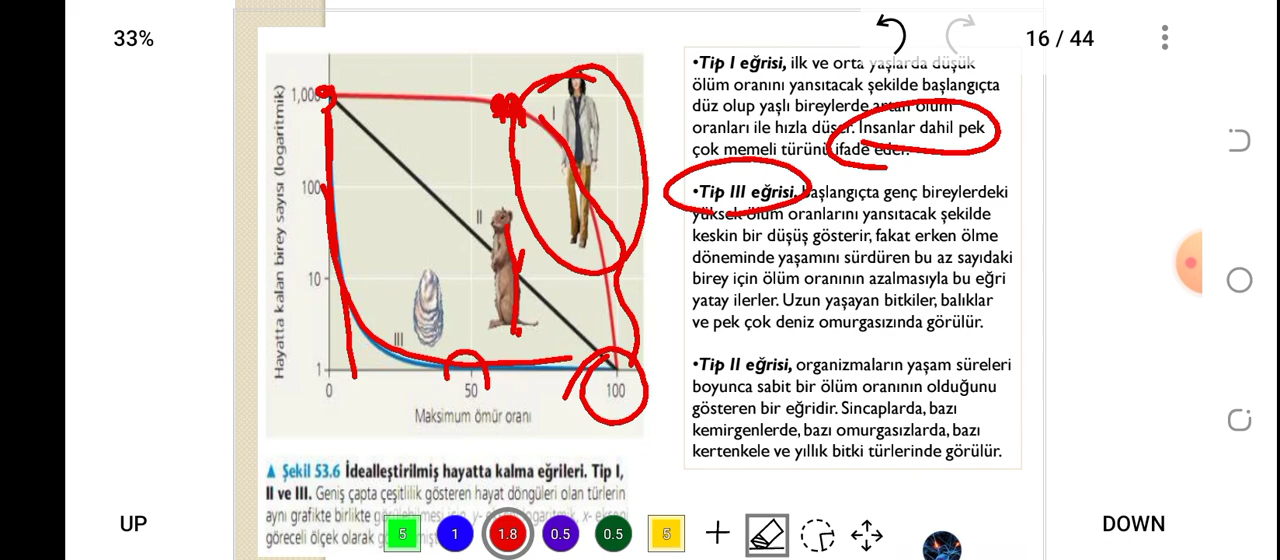 33%
16 / 44
Hayatta kalan birey sayısı (logaritmik)
1,000
100
10
1
I
II
III
0
50
100
Maksimum ömür oranı
▲ Şekil 53.6 İdealleştirilmiş hayatta kalma eğrileri. Tip I,
II ve III. Geniş çapta çeşitlilik gösteren hayat döngüleri olan türlerin
aynı grafikte birlikte görülebilmesi için, y- logaritmik, x- ekseni
göreceli ölçek olarak
•Tip I eğrisi, ilk ve orta yaşlarda düşük
ölüm oranını yansıtacak şekilde başlangıçta
düz olup yaşlı bireylerde artan ölüm
oranları ile hızla düşer. İnsanlar dahil pek
çok memeli türünü ifade eder.
•Tip III eğrisi, başlangıçta genç bireylerdeki
yüksek ölüm oranlarını yansıtacak şekilde
keskin bir düşüş gösterir, fakat erken ölme
döneminde yaşamını sürdüren bu az sayıdaki
birey için ölüm oranının azalmasıyla bu eğri
yatay ilerler. Uzun yaşayan bitkiler, balıklar
ve pek çok deniz omurgasızında görülür.
•Tip II eğrisi, organizmaların yaşam süreleri
boyunca sabit bir ölüm oranının olduğunu
gösteren bir eğridir. Sincaplarda, bazı
kemirgenlerde, bazı omurgasızlarda, bazı
kertenkele ve yıllık bitki türlerinde görülür.
UP
5
1
1.8
0.5
0.5
5
DOWN